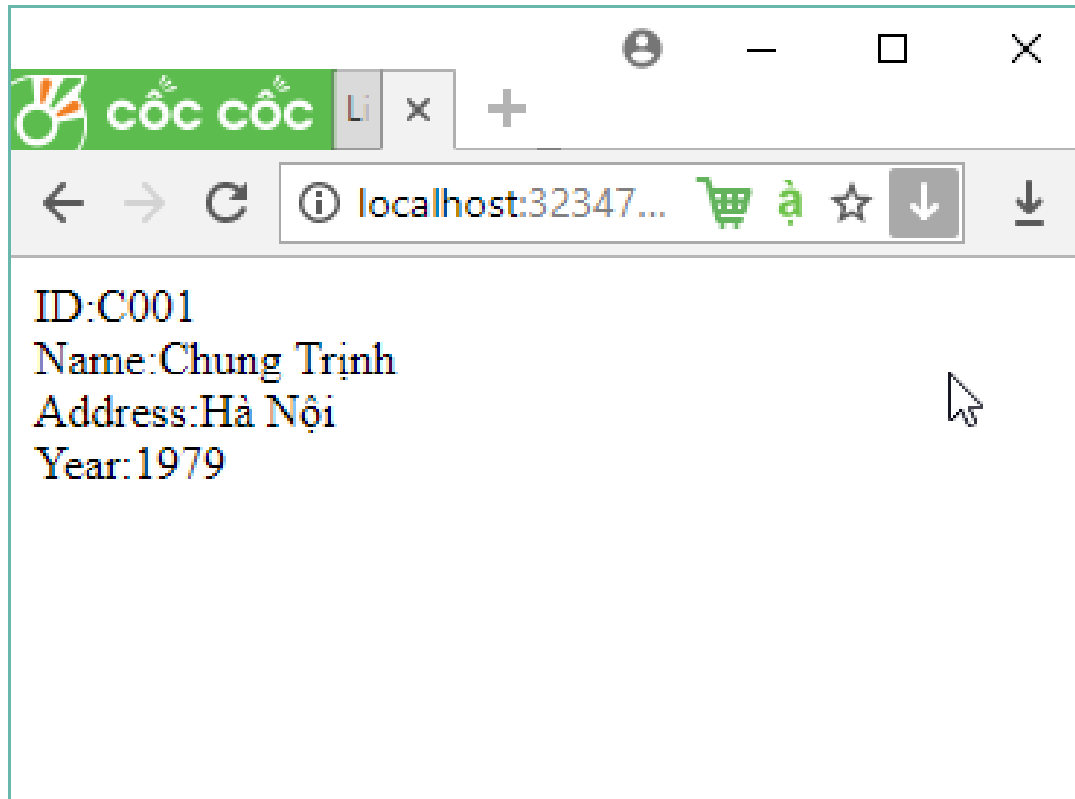 cốc cốc Li
localhost:32347... ả
ID:C001
Name:Chung Trịnh
Address:Hà Nội
Year:1979